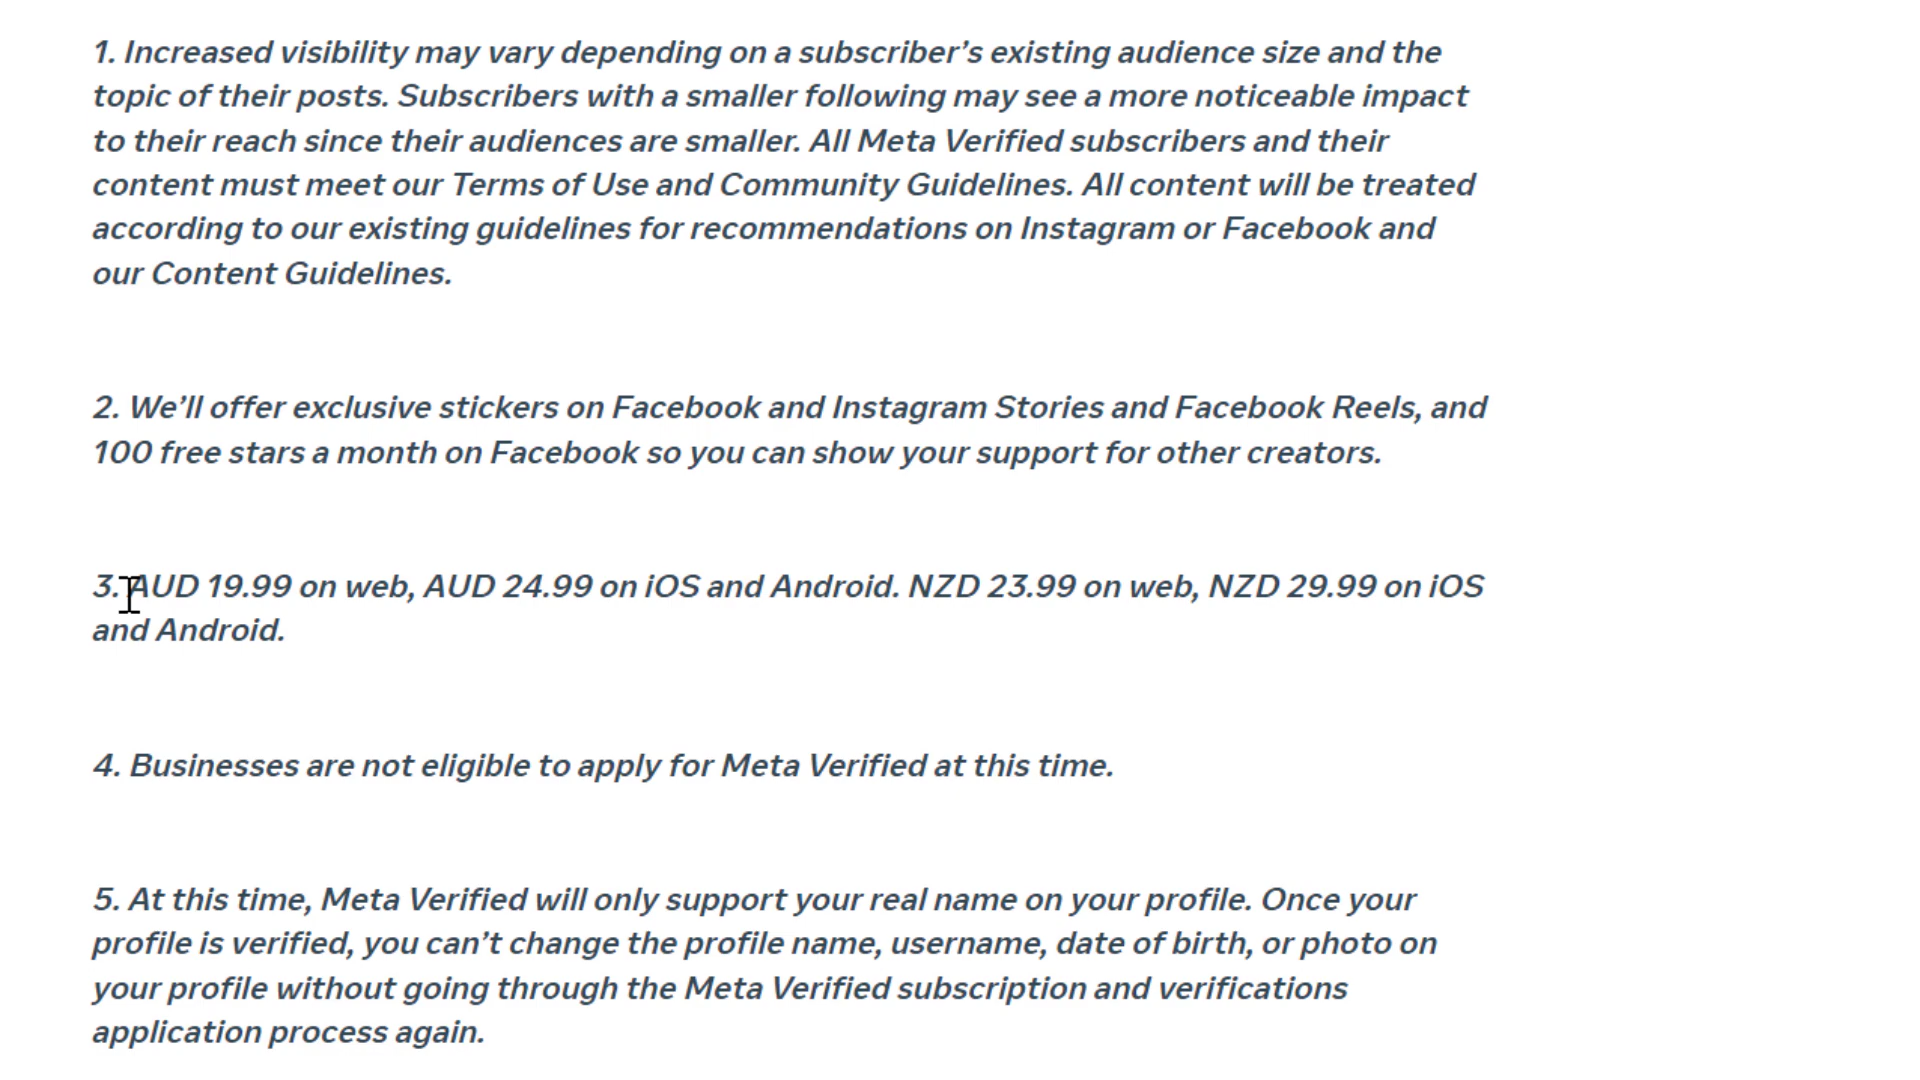 1. Increased visibility may vary depending on a subscriber’s existing audience size and the
topic of their posts. Subscribers with a smaller following may see a more noticeable impact
to their reach since their audiences are smaller. All Meta Verified subscribers and their
content must meet our Terms of Use and Community Guidelines. All content will be treated
according to our existing guidelines for recommendations on Instagram or Facebook and
our Content Guidelines.
2. We’ll offer exclusive stickers on Facebook and Instagram Stories and Facebook Reels, and
100 free stars a month on Facebook so you can show your support for other creators.
3. AUD 19.99 on web, AUD 24.99 on iOS and Android. NZD 23.99 on web, NZD 29.99 on iOS
and Android.
4. Businesses are not eligible to apply for Meta Verified at this time.
5. At this time, Meta Verified will only support your real name on your profile. Once your
profile is verified, you can’t change the profile name, username, date of birth, or photo on
your profile without going through the Meta Verified subscription and verifications
application process again.